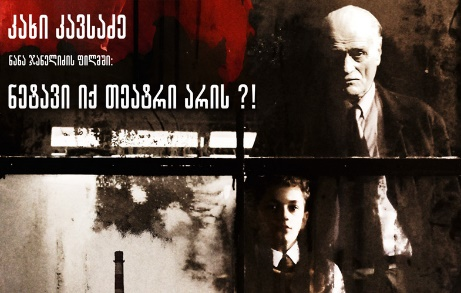 კახი კავსაძე
ნანა ჯანელიძის ფილმში:
ნეტავი იქ თეატრი არის ?!